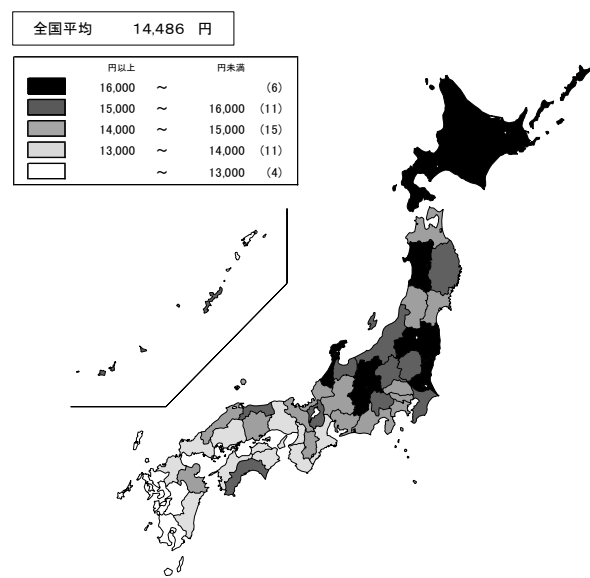 全国平均 14,486 円
円以上 円未満
16,000 ～ (6)
15,000 ～ 16,000 (11)
14,000 ～ 15,000 (15)
13,000 ～ 14,000 (11)
～ 13,000 (4)